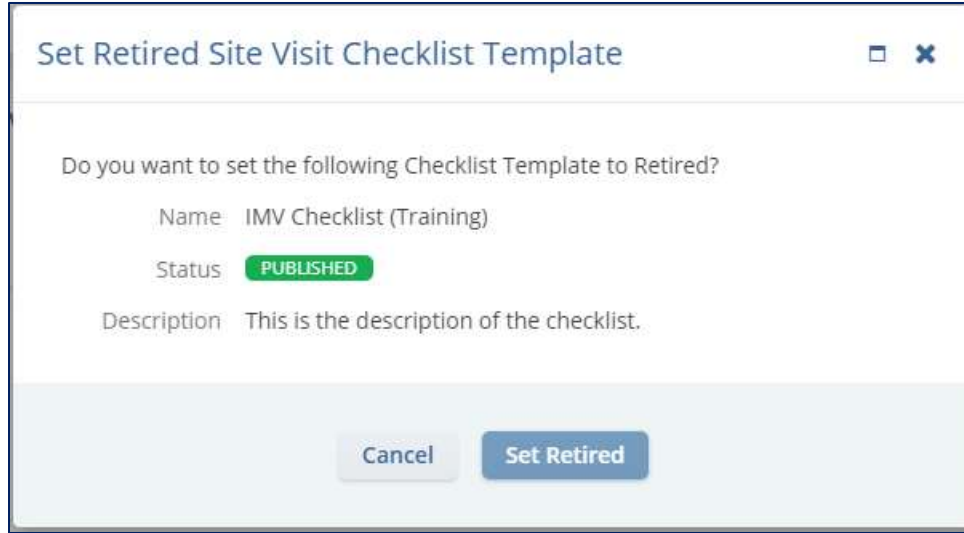 Set Retired Site Visit Checklist Template
Do you want to set the following Checklist Template to Retired?
Name IMV Checklist (Training)
Status PUBLISHED
Description This is the description of the checklist.
Cancel Set Retired